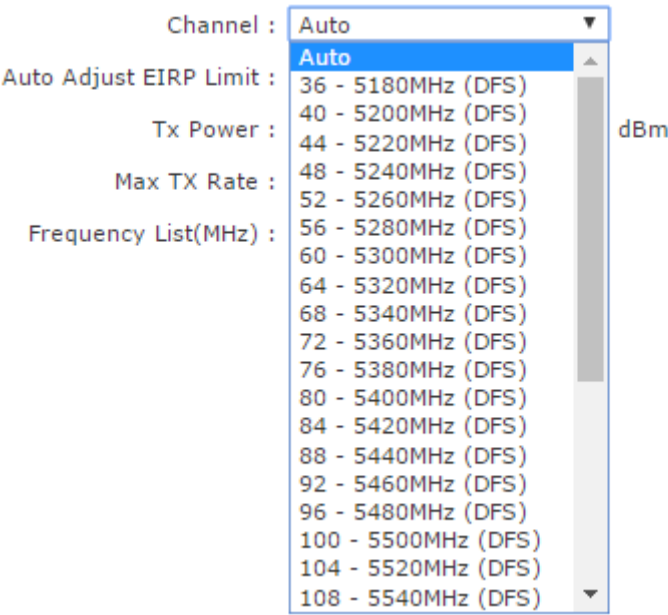 Channel : Auto ▼
Auto
Auto Adjust EIRP Limit :
36 - 5180MHz (DFS)
40 - 5200MHz (DFS)
Tx Power : dBm
44 - 5220MHz (DFS)
48 - 5240MHz (DFS)
Max TX Rate :
52 - 5260MHz (DFS)
56 - 5280MHz (DFS)
Frequency List(MHz) :
60 - 5300MHz (DFS)
64 - 5320MHz (DFS)
68 - 5340MHz (DFS)
72 - 5360MHz (DFS)
76 - 5380MHz (DFS)
80 - 5400MHz (DFS)
84 - 5420MHz (DFS)
88 - 5440MHz (DFS)
92 - 5460MHz (DFS)
96 - 5480MHz (DFS)
100 - 5500MHz (DFS)
104 - 5520MHz (DFS)
108 - 5540MHz (DFS)